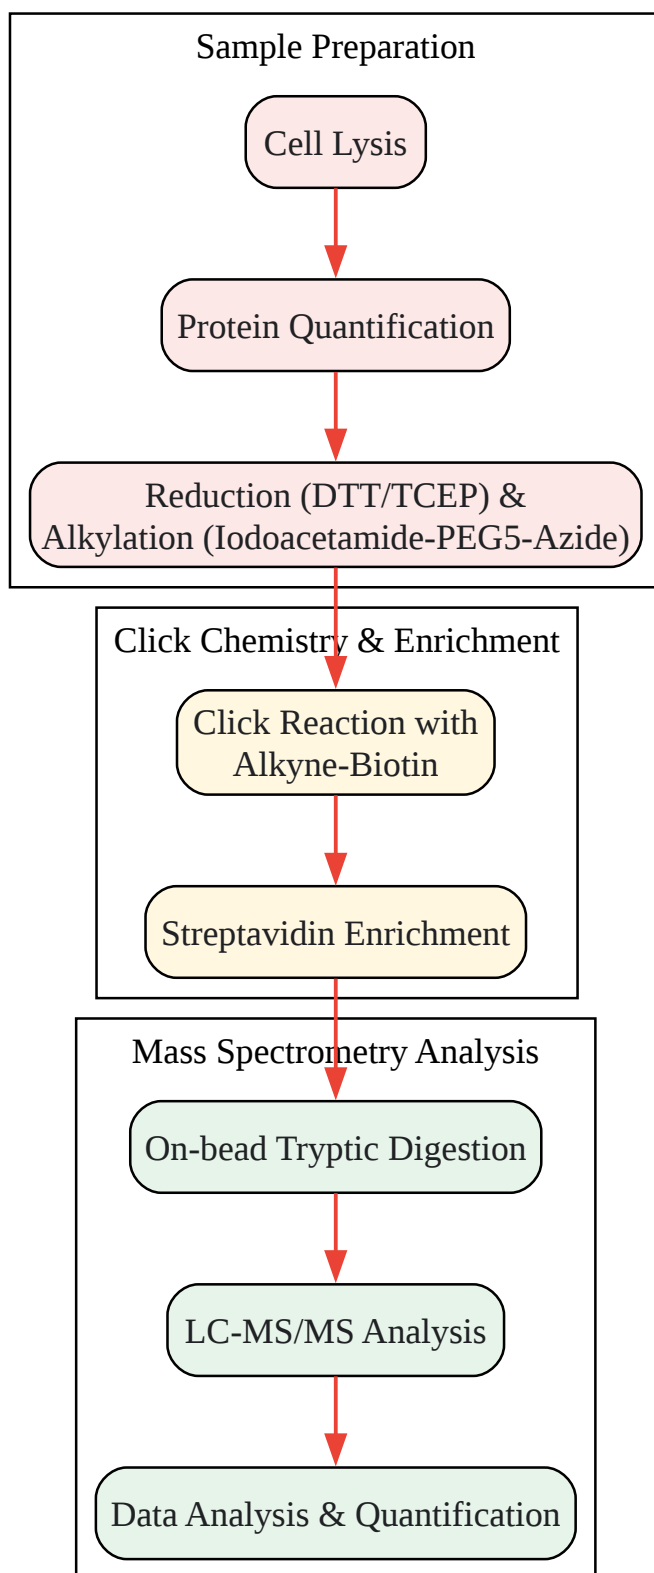 Sample Preparation
Cell Lysis
Protein Quantification
Reduction (DTT/TCEP) &
Alkylation (Iodoacetamide-PEG5-Azide)
Click Chemistry & Enrichment
Click Reaction with
Alkyne-Biotin
Streptavidin Enrichment
Mass Spectrometry Analysis
On-bead Tryptic Digestion
LC-MS/MS Analysis
Data Analysis & Quantification